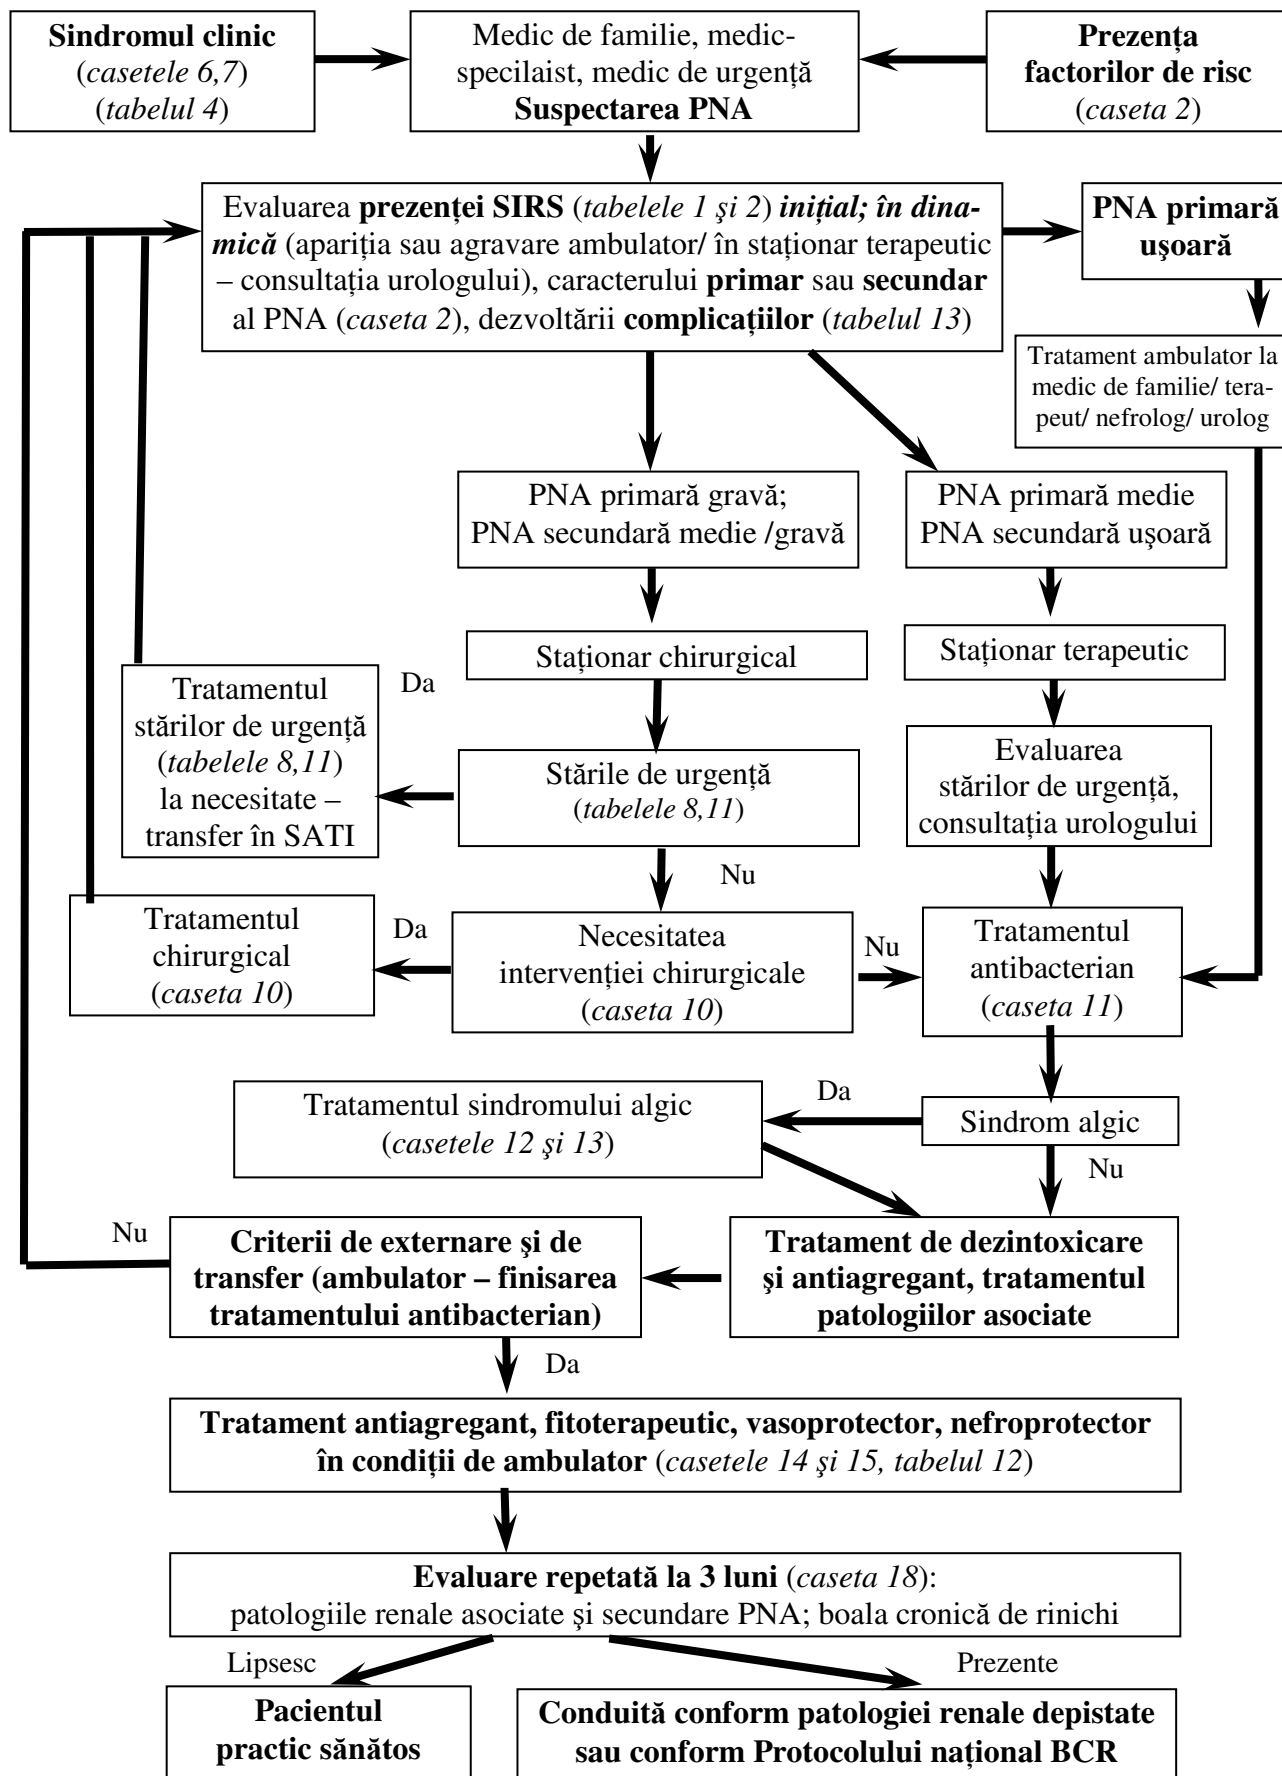 Sindromul clinic
(casetele 6,7)
(tabelul 4)
Medic de familie, medic-
specilaist, medic de urgență
Suspectarea PNA
Prezența
factorilor de risc
(caseta 2)
Evaluarea prezenței SIRS (tabelele 1 și 2) inițial; în dina-
mică (apariția sau agravare ambulator/ în staționar terapeutic
– consultația urologului), caracterului primar sau secundar
al PNA (caseta 2), dezvoltării complicațiilor (tabelul 13)
PNA primară
ușoară
Tratament ambulator la
medic de familie/ tera-
peut/ nefrolog/ urolog
PNA primară gravă;
PNA secundară medie /gravă
PNA primară medie
PNA secundară ușoară
Staționar chirurgical
Staționar terapeutic
Tratamentul
stărilor de urgență
(tabelele 8,11)
la necesitate –
transfer în SATI
Da
Stările de urgență
(tabelele 8,11)
Evaluarea
stărilor de urgență,
consultația urologului
Nu
Tratamentul
chirurgical
(caseta 10)
Da
Necesitatea
intervenției chirurgicale
(caseta 10)
Nu
Tratamentul
antibacterian
(caseta 11)
Tratamentul sindromului algic
(casetele 12 și 13)
Da
Sindrom algic
Nu
Nu
Criterii de externare și de
transfer (ambulator – finisarea
tratamentului antibacterian)
Tratament de dezintoxicare
și antiagregant, tratamentul
patologiilor asociate
Da
Tratament antiagregant, fitoterapeutic, vasoprotector, nefroprotector
în condiții de ambulator (casetele 14 și 15, tabelul 12)
Evaluare repetată la 3 luni (caseta 18):
patologiile renale asociate și secundare PNA; boala cronică de rinichi
Lipsesc
Prezente
Pacientul
practic sănătos
Conduită conform patologiei renale depistate
sau conform Protocolului național BCR